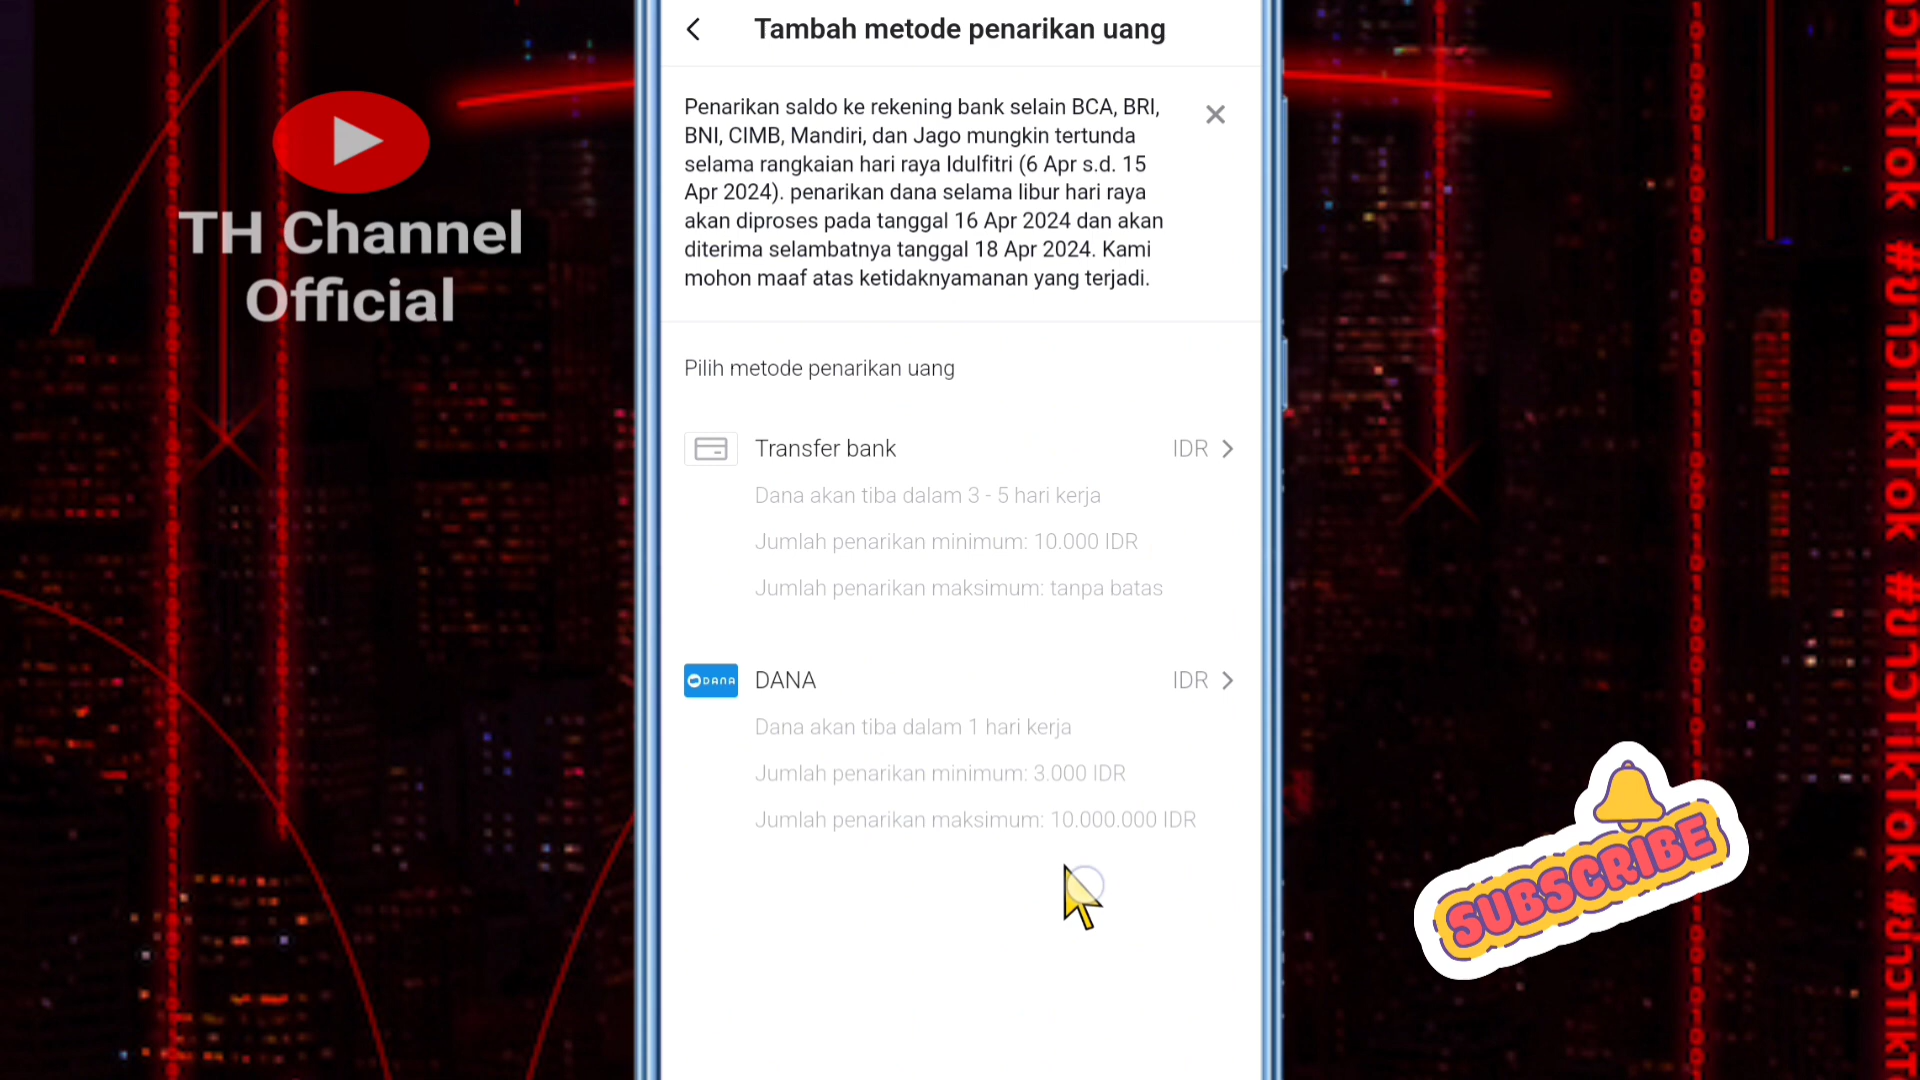 Tambah metode penarikan uang
Penarikan saldo ke rekening bank selain BCA, BRI,
BNI, CIMB, Mandiri, dan Jago mungkin tertunda
selama rangkaian hari raya Idulfitri (6 Apr s.d. 15
Apr 2024). penarikan dana selama libur hari raya
akan diproses pada tanggal 16 Apr 2024 dan akan
diterima selambatnya tanggal 18 Apr 2024. Kami
mohon maaf atas ketidaknyamanan yang terjadi.
Pilih metode penarikan uang
Transfer bank
IDR
Dana akan tiba dalam 3 - 5 hari kerja
Jumlah penarikan minimum: 10.000 IDR
Jumlah penarikan maksimum: tanpa batas
DANA
DANA
IDR
Dana akan tiba dalam 1 hari kerja
Jumlah penarikan minimum: 3.000 IDR
Jumlah penarikan maksimum: 10.000.000 IDR
TH Channel
Official
SUBSCRIBE